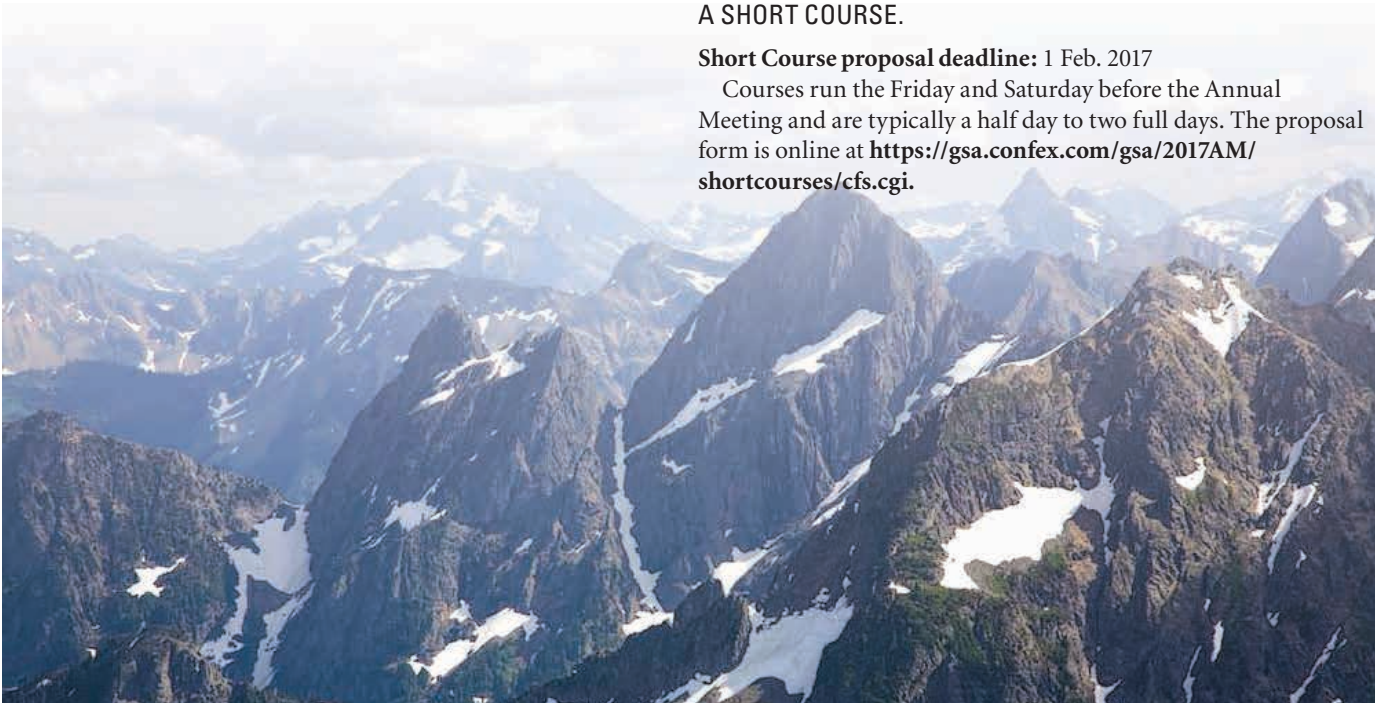 A SHORT COURSE.
Short Course proposal deadline: 1 Feb. 2017
Courses run the Friday and Saturday before the Annual
Meeting and are typically a half day to two full days. The proposal
form is online at https://gsa.confex.com/gsa/2017AM/
shortcourses/cfs.cgi.